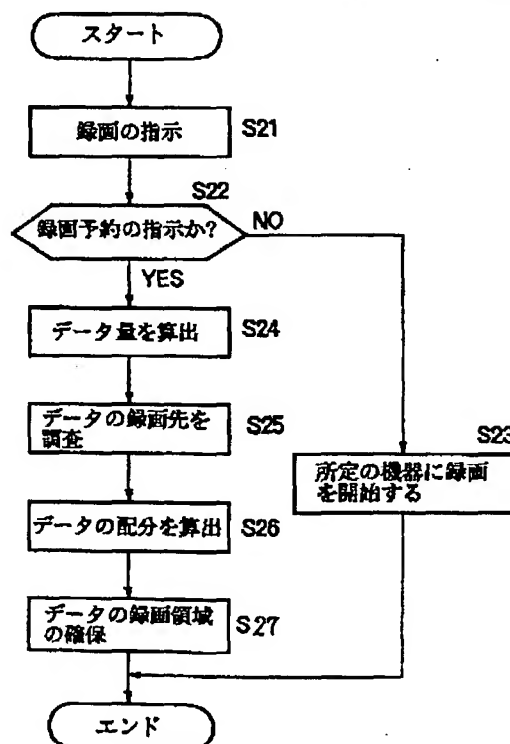 スタート
録画の指示
S21
S22
録画予約の指示か?
NO
YES
データ量を算出
S24
データの録画先を
調査
S25
S23
所定の機器に録画
を開始する
データの配分を算出
S26
データの録画領域
の確保
S27
エンド